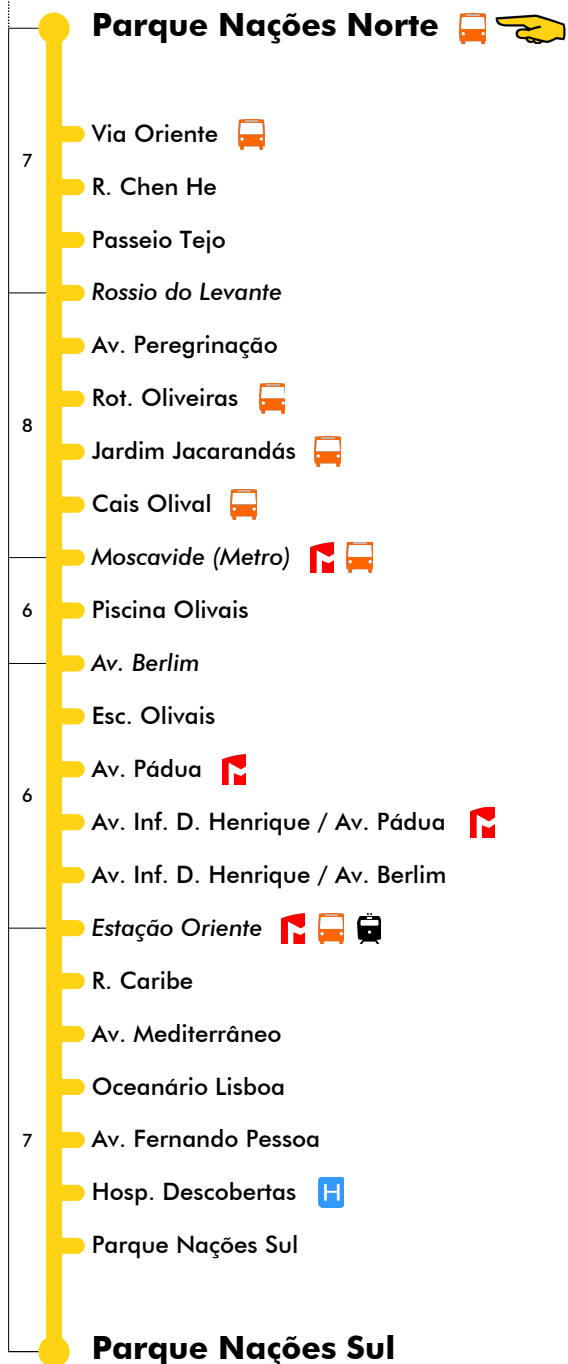 Parque Nações Norte
Via Oriente
7
R. Chen He
Passeio Tejo
Rossio do Levante
Av. Peregrinação
Rot. Oliveiras
8
Jardim Jacarandás
Cais Olival
Moscavide (Metro)
6
Piscina Olivais
Av. Berlim
Esc. Olivais
Av. Pádua
6
Av. Inf. D. Henrique / Av. Pádua
Av. Inf. D. Henrique / Av. Berlim
Estação Oriente
R. Caribe
Av. Mediterrâneo
Oceanário Lisboa
7
Av. Fernando Pessoa
Hosp. Descobertas H
Parque Nações Sul
Parque Nações Sul